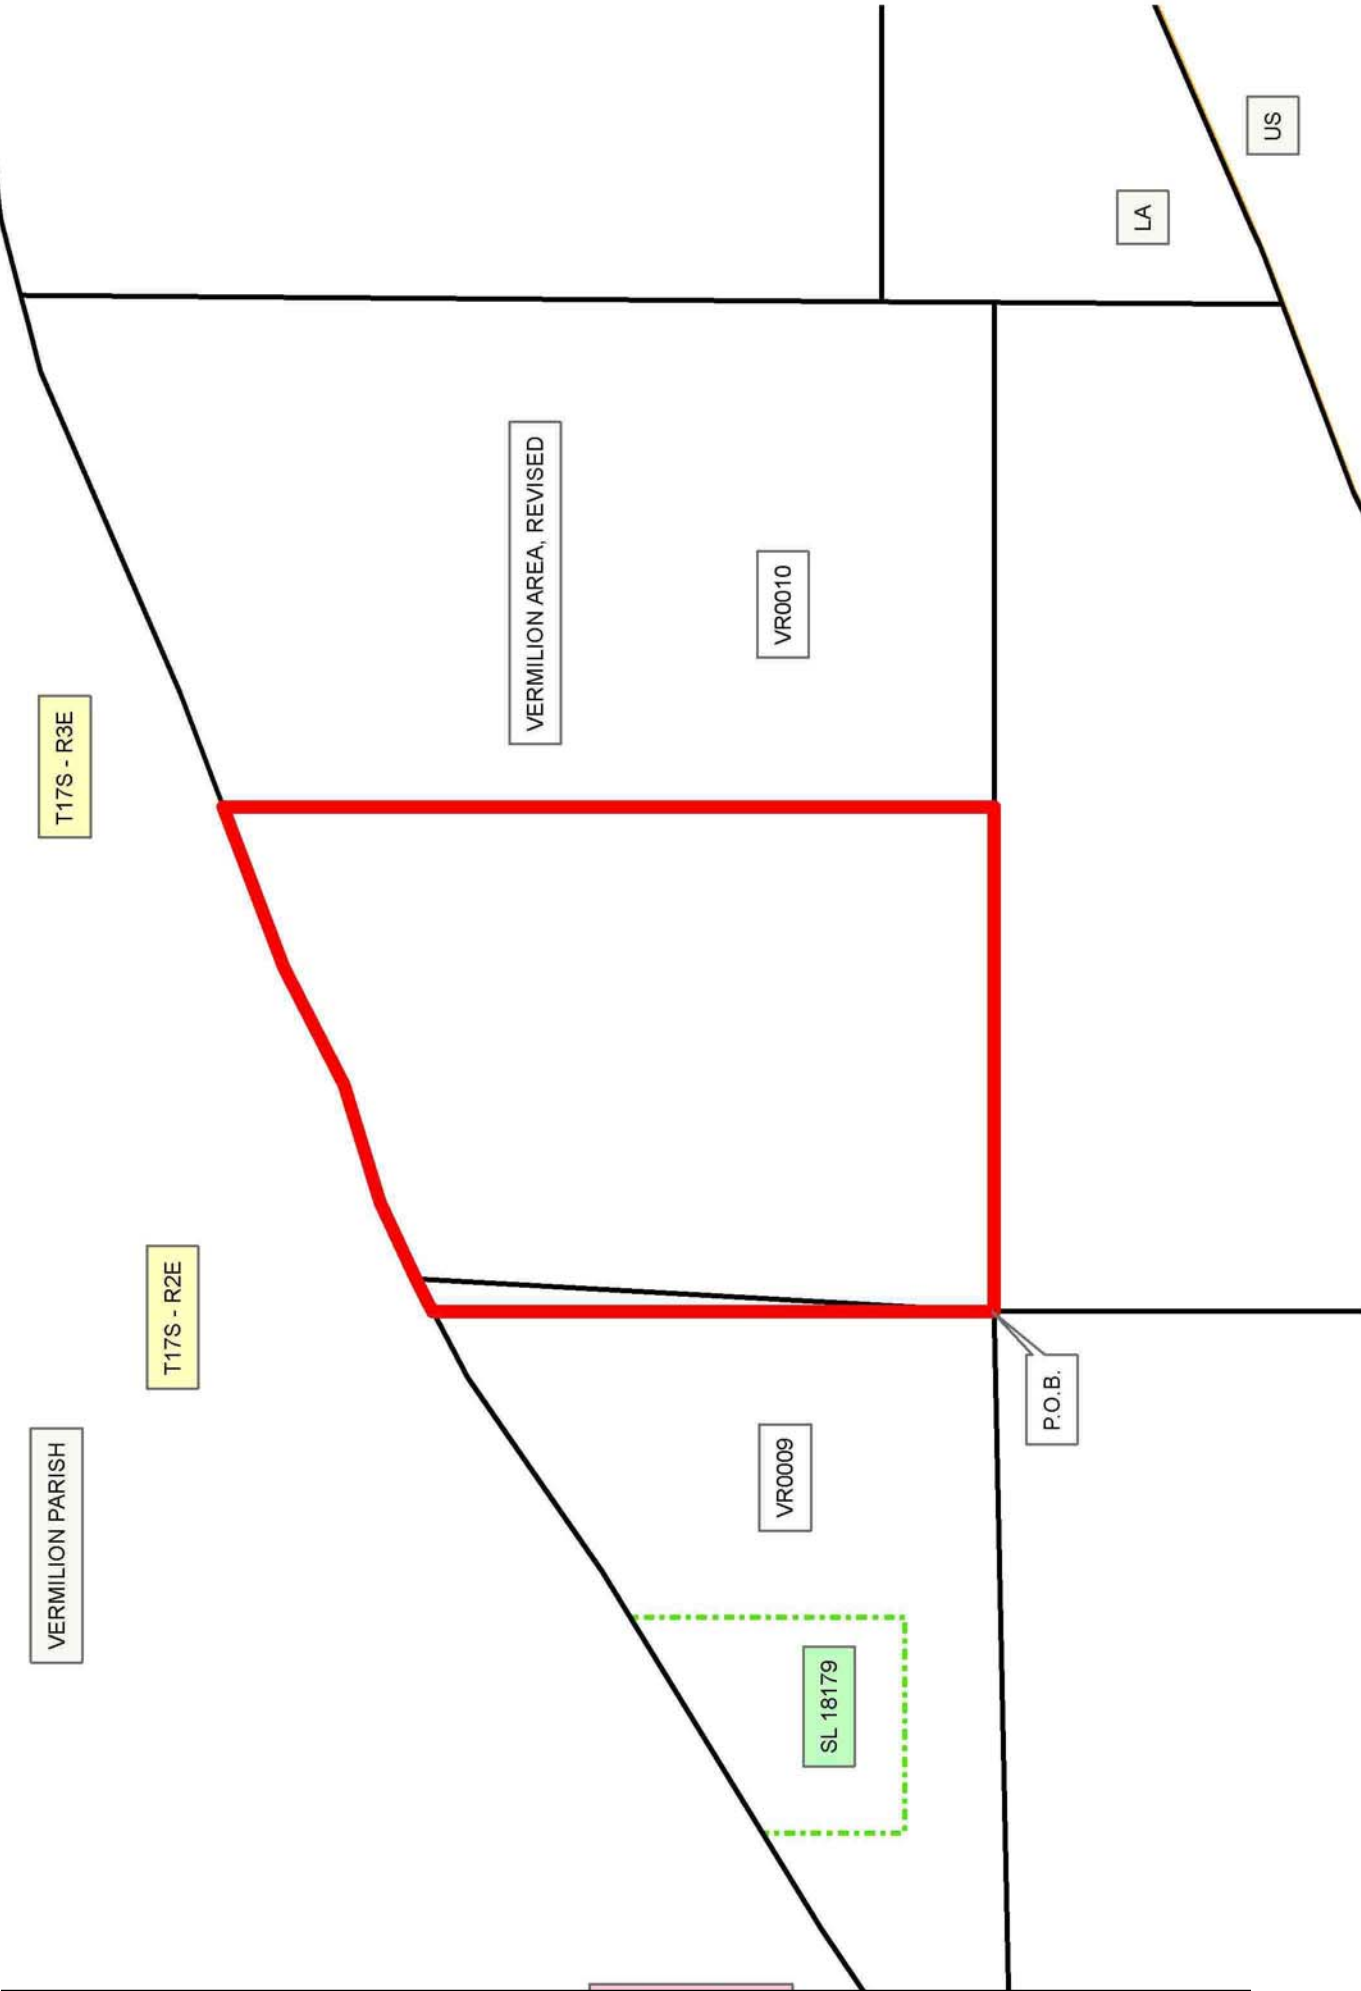 VERMILION PARISH
T17S - R2E
T17S - R3E
VERMILION AREA, REVISED
VR0009
VR0010
SL 18179
P.O.B.
LA
US